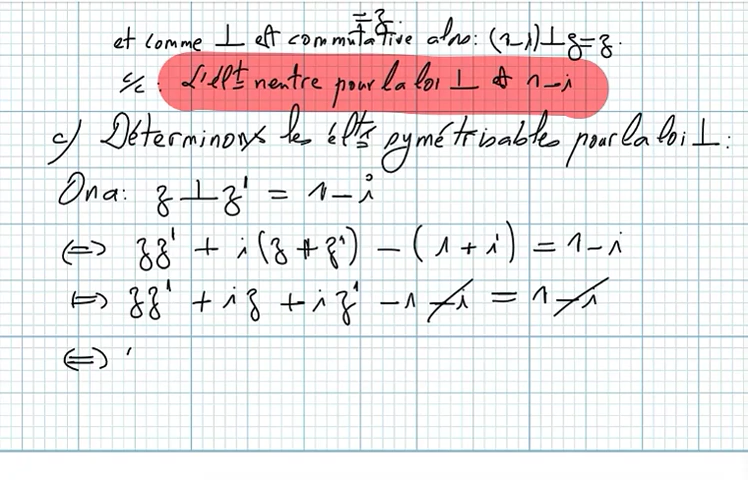 = z.
et comme ⊥ est commutative alors : (1-i)⊥z=z.
c/c : L'élt neutre pour la loi ⊥ est 1-i
c) Déterminons les élts symétrisables pour la loi ⊥ :
On a : z ⊥ z' = 1-i
⟺ zz' + i(z + z') - (1 + i) = 1-i
⟺ zz' + iz + iz' - 1 - i = 1 - i
⟺